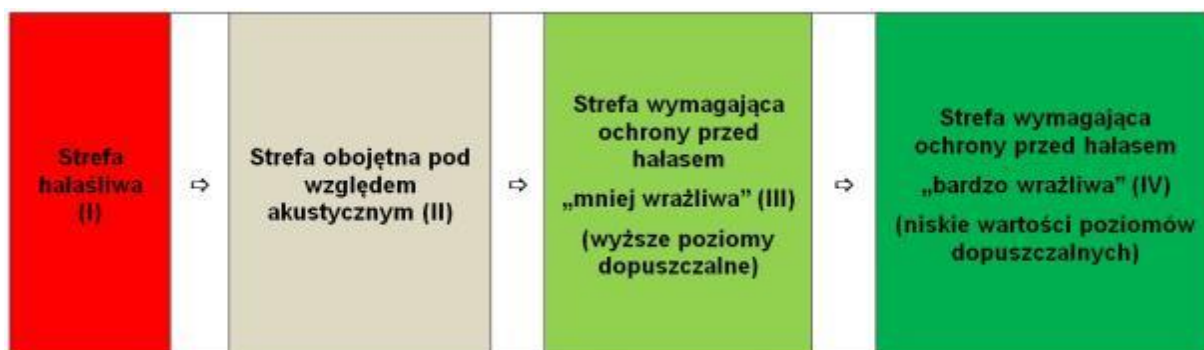 Strefa
hałaśliwa
(I)
⇨
Strefa obojętna pod
względem
akustycznym (II)
⇨
Strefa wymagająca
ochrony przed
hałasem
„mniej wrażliwa” (III)
(wyższe poziomy
dopuszczalne)
⇨
Strefa wymagająca
ochrony przed hałasem
„bardzo wrażliwa” (IV)
(niskie wartości poziomów
dopuszczalnych)